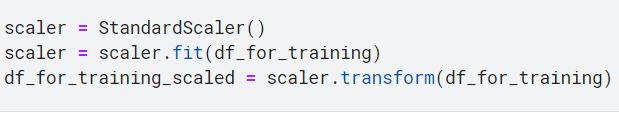 scaler = StandardScaler()
scaler = scaler.fit(df_for_training)
df_for_training_scaled = scaler.transform(df_for_training)